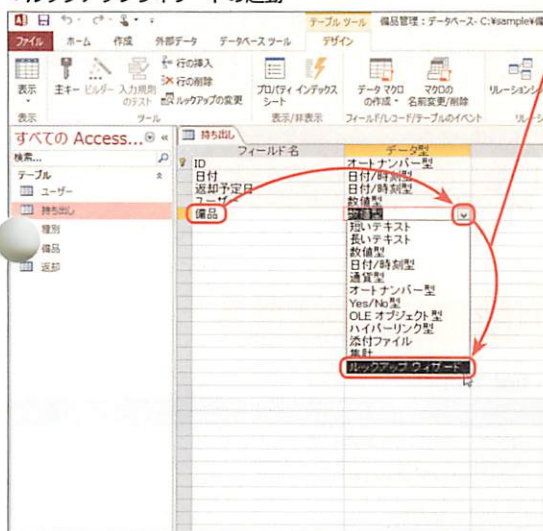 テーブル ツール 備品管理 : データベース- C:¥sample¥備
ファイル ホーム 作成 外部データ データベース ツール デザイン
表示 主キー ビルダー 入力規則のテスト 行の挿入 行の削除 ルックアップの変更 プロパティシート インデックス データ マクロの作成・ マクロの名前変更/削除 リレーションシ
表示 ツール 表示/非表示 フィールド/レコード/テーブルのイベント リレーシ
すべての Access... «
持ち出し
検索...
フィールド名 データ型
テーブル
ユーザー
持ち出し
種別
備品
返却
ID オートナンバー型
日付 日付/時刻型
返却予定日 日付/時刻型
ユーザー 数値型
備品 数値型
短いテキスト
長いテキスト
数値型
日付/時刻型
通貨型
オートナンバー型
Yes/No型
OLE オブジェクト型
ハイパーリンク型
添付ファイル
集計
ルックアップ ウィザード...